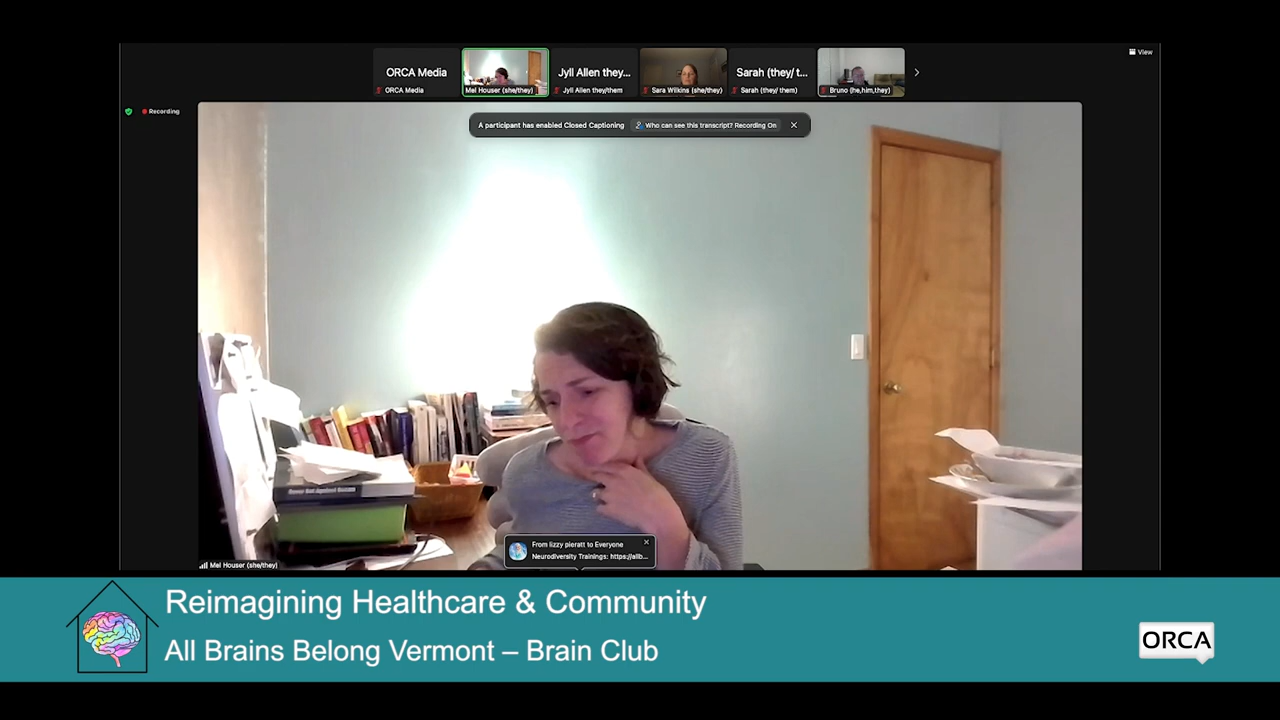 View
ORCA Media
ORCA Media
Mel Houser (she/they)
Jyll Allen they...
Jyll Allen they/them
Sara Wilkins (she/they)
Sarah (they/ t...
Sarah (they/ them)
Bruno (he,him,they)
Recording
A participant has enabled Closed Captioning
Who can see this transcript? Recording On
From lizzy pieratt to Everyone
Neurodiversity Trainings: https://allb...
Mel Houser (she/they)
Reimagining Healthcare & Community
All Brains Belong Vermont – Brain Club
ORCA